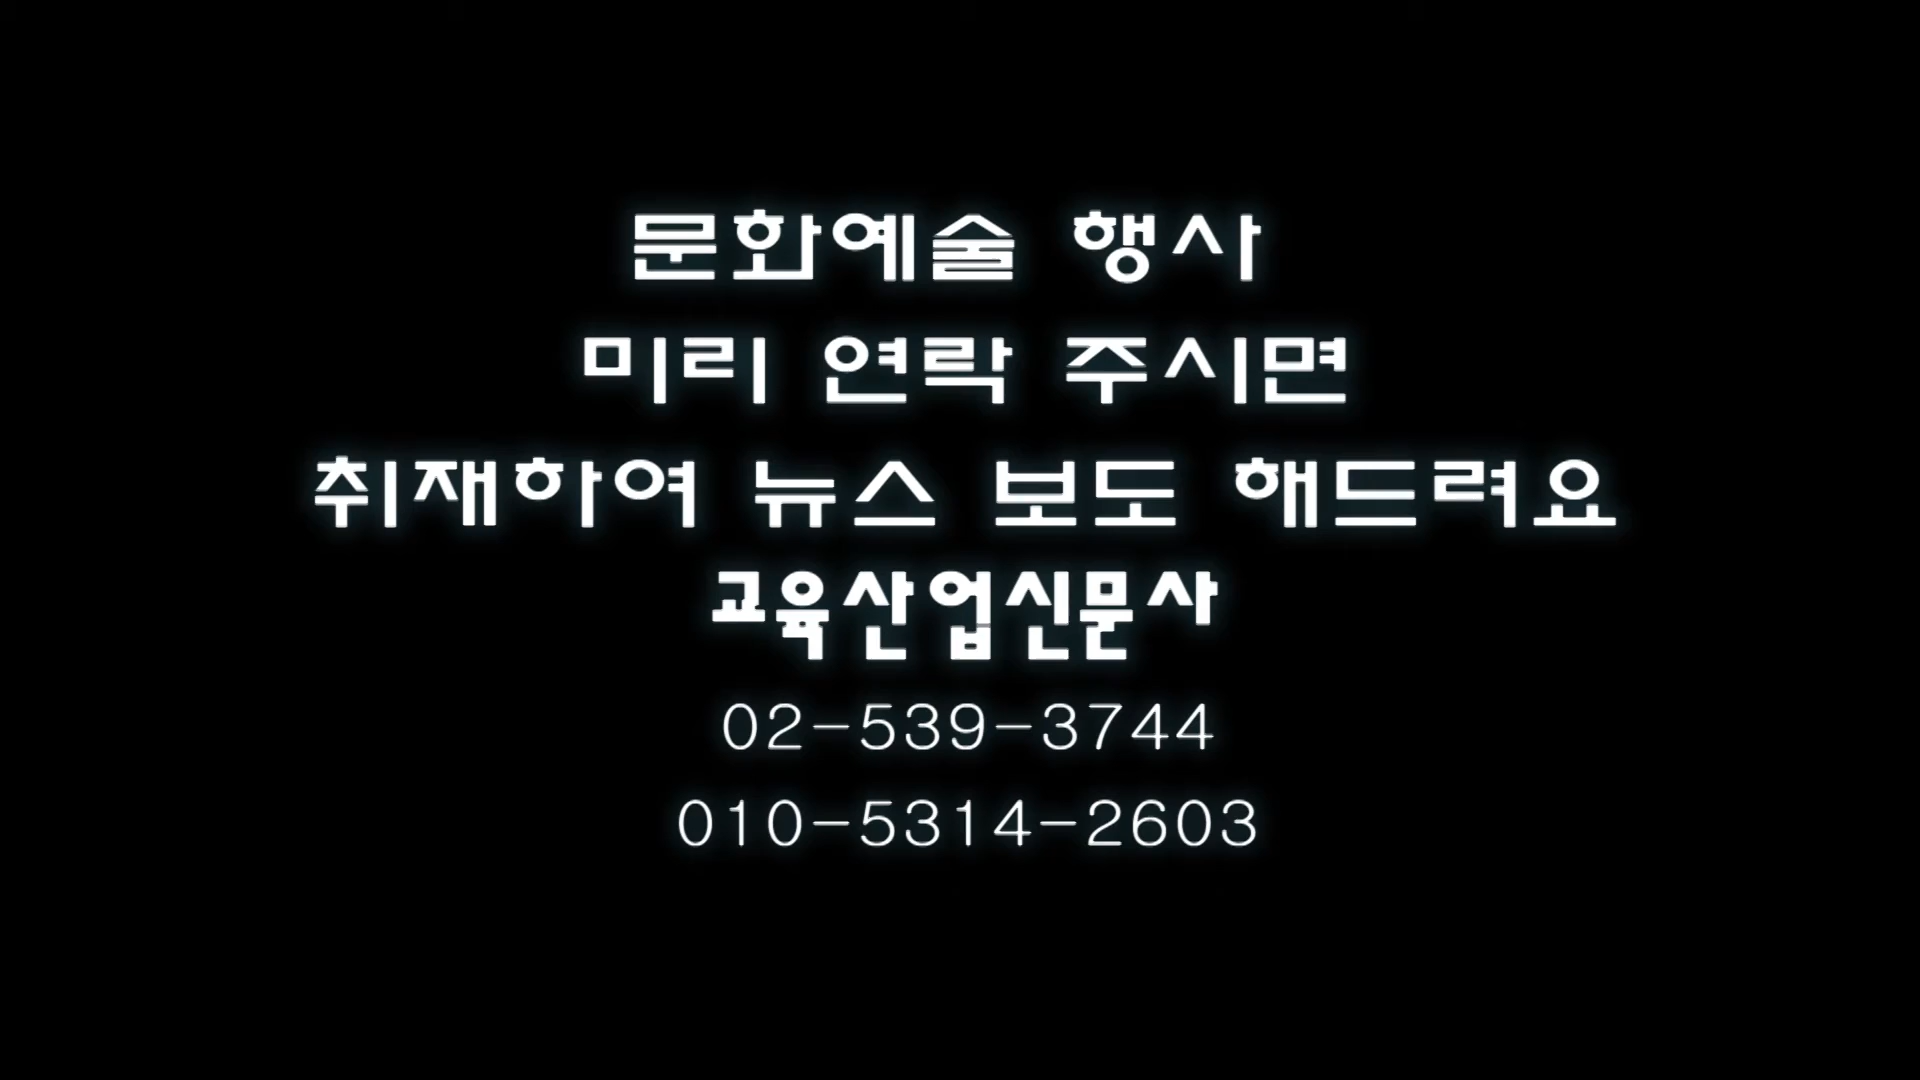 문화예술 행사
미리 연락 주시면
취재하여 뉴스 보도 해드려요
교육산업신문사
02-539-3744
010-5314-2603